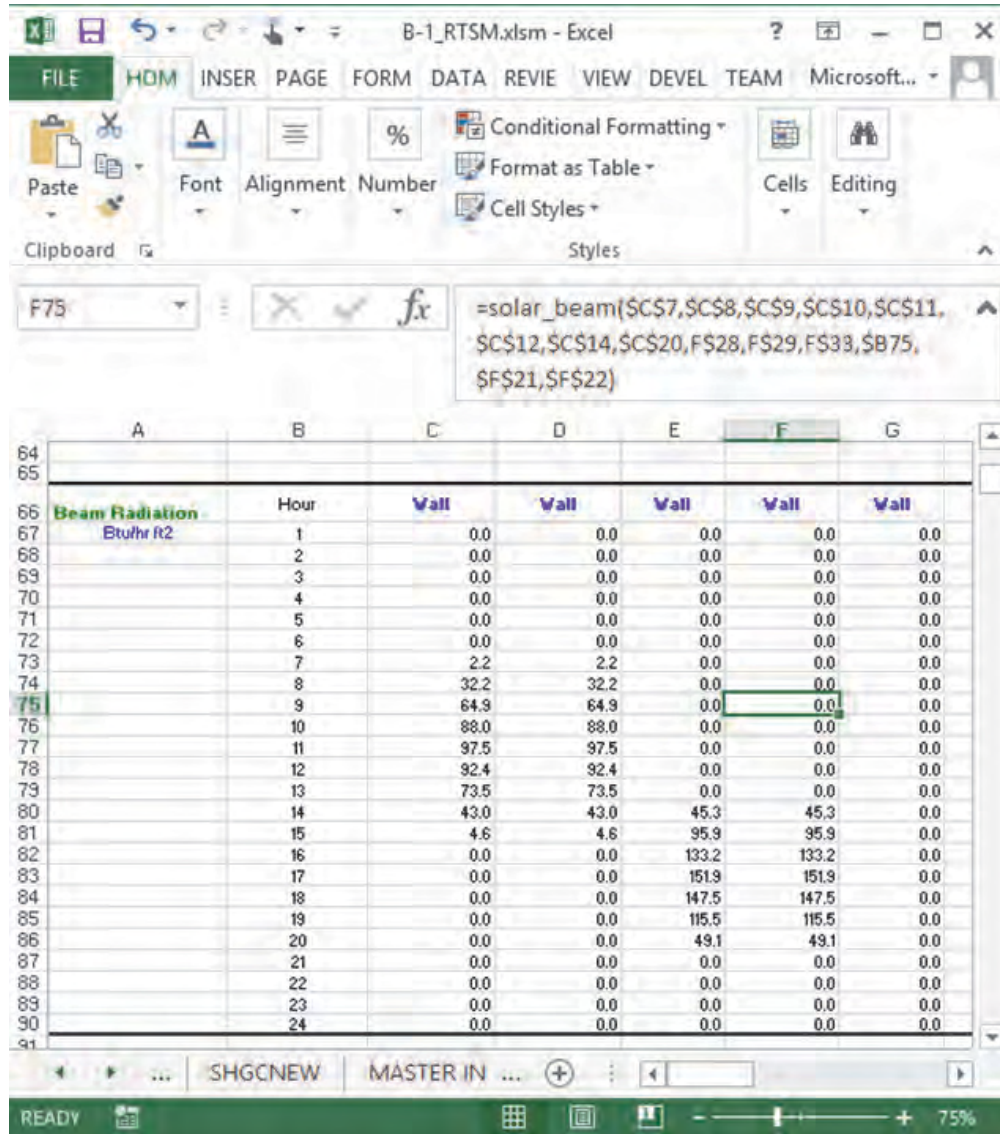 B-1_RTSM.xlsm - Excel
FILE HOM INSER PAGE FORM DATA REVIE VIEW DEVEL TEAM Microsoft...
Paste
Font
Alignment
Number
Conditional Formatting
Format as Table
Cell Styles
Cells
Editing
Clipboard
Styles
F75
fx
=solar_beam($C$7,$C$8,$C$9,$C$10,$C$11,
$C$12,$C$14,$C$20,F$28,F$29,F$33,$B75,
$F$21,$F$22)
A B C D E F G
64
65
66 Beam Radiation Hour Wall Wall Wall Wall Wall
67 Btu/hr ft2 1 0.0 0.0 0.0 0.0 0.0
68 2 0.0 0.0 0.0 0.0 0.0
69 3 0.0 0.0 0.0 0.0 0.0
70 4 0.0 0.0 0.0 0.0 0.0
71 5 0.0 0.0 0.0 0.0 0.0
72 6 0.0 0.0 0.0 0.0 0.0
73 7 2.2 2.2 0.0 0.0 0.0
74 8 32.2 32.2 0.0 0.0 0.0
75 9 64.9 64.9 0.0 0.0 0.0
76 10 88.0 88.0 0.0 0.0 0.0
77 11 97.5 97.5 0.0 0.0 0.0
78 12 92.4 92.4 0.0 0.0 0.0
79 13 73.5 73.5 0.0 0.0 0.0
80 14 43.0 43.0 45.3 45.3 0.0
81 15 4.6 4.6 95.9 95.9 0.0
82 16 0.0 0.0 133.2 133.2 0.0
83 17 0.0 0.0 151.9 151.9 0.0
84 18 0.0 0.0 147.5 147.5 0.0
85 19 0.0 0.0 115.5 115.5 0.0
86 20 0.0 0.0 49.1 49.1 0.0
87 21 0.0 0.0 0.0 0.0 0.0
88 22 0.0 0.0 0.0 0.0 0.0
89 23 0.0 0.0 0.0 0.0 0.0
90 24 0.0 0.0 0.0 0.0 0.0
91
... SHGCNEW MASTER IN ...
READY 75%